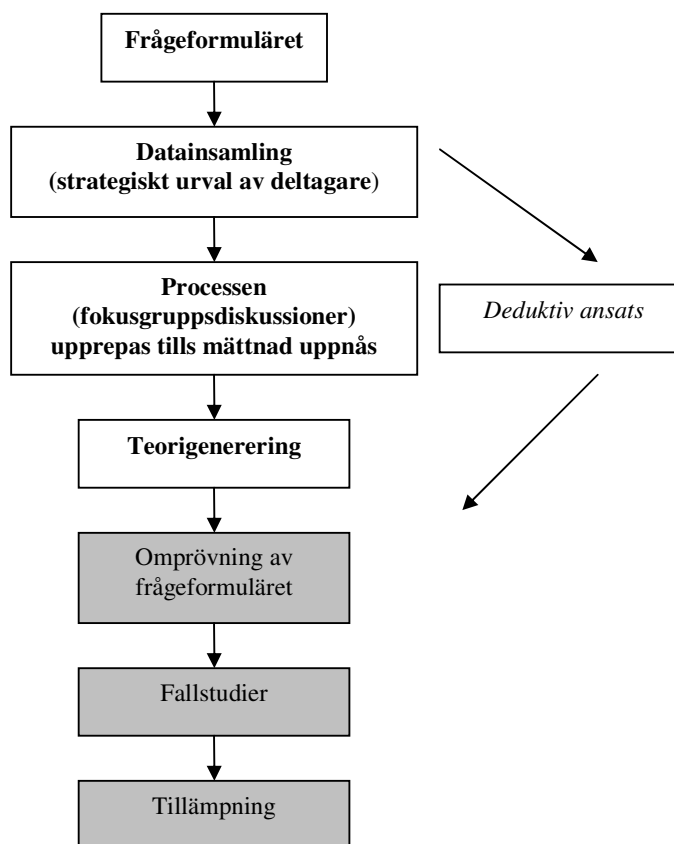 Frågeformuläret
Datainsamling
(strategiskt urval av deltagare)
Processen
(fokusgruppsdiskussioner)
upprepas tills mättnad uppnås
Deduktiv ansats
Teorigenerering
Omprövning av
frågeformuläret
Fallstudier
Tillämpning